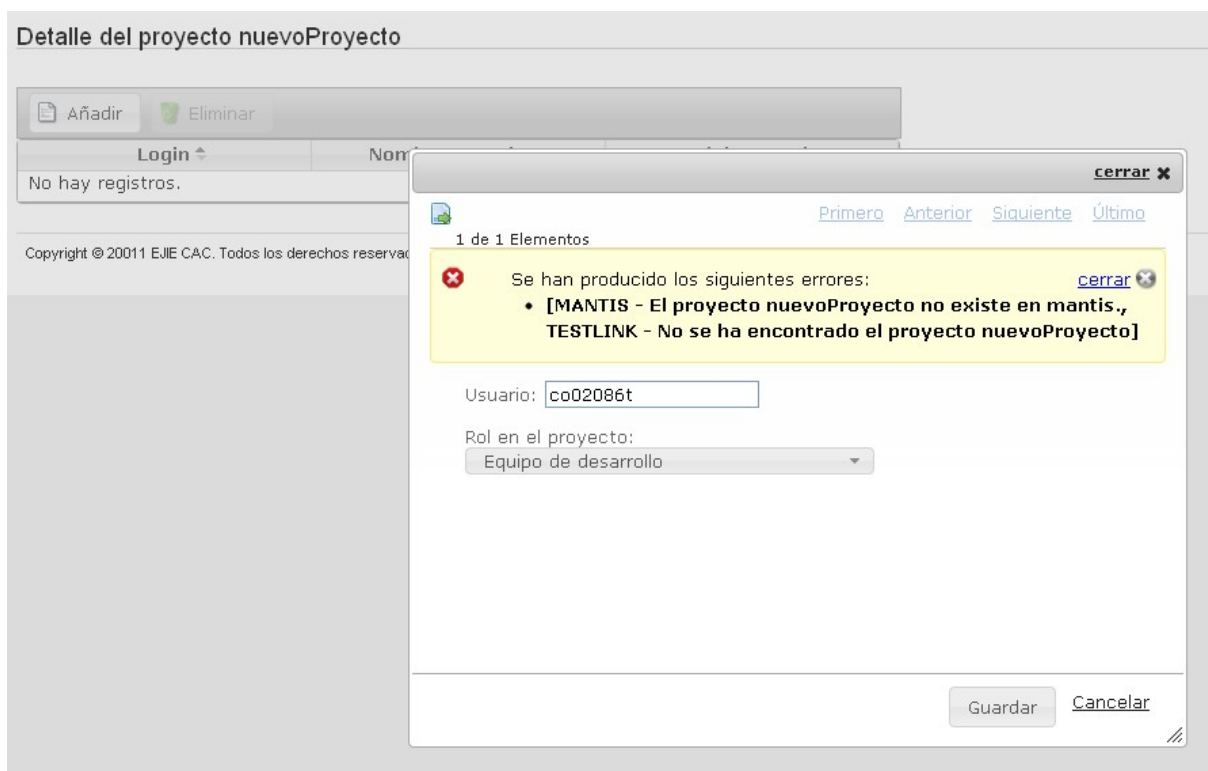 Detalle del proyecto nuevoProyecto
Añadir Eliminar
Login
No hay registros.
Copyright © 20011 EJIE CAC. Todos los derechos
cerrar
Primero Anterior Siguiente Último
1 de 1 Elementos
Se han producido los siguientes errores: cerrar
• [MANTIS - El proyecto nuevoProyecto no existe en mantis.,
TESTLINK - No se ha encontrado el proyecto nuevoProyecto]
Usuario: co02086t
Rol en el proyecto:
Equipo de desarrollo
Guardar Cancelar